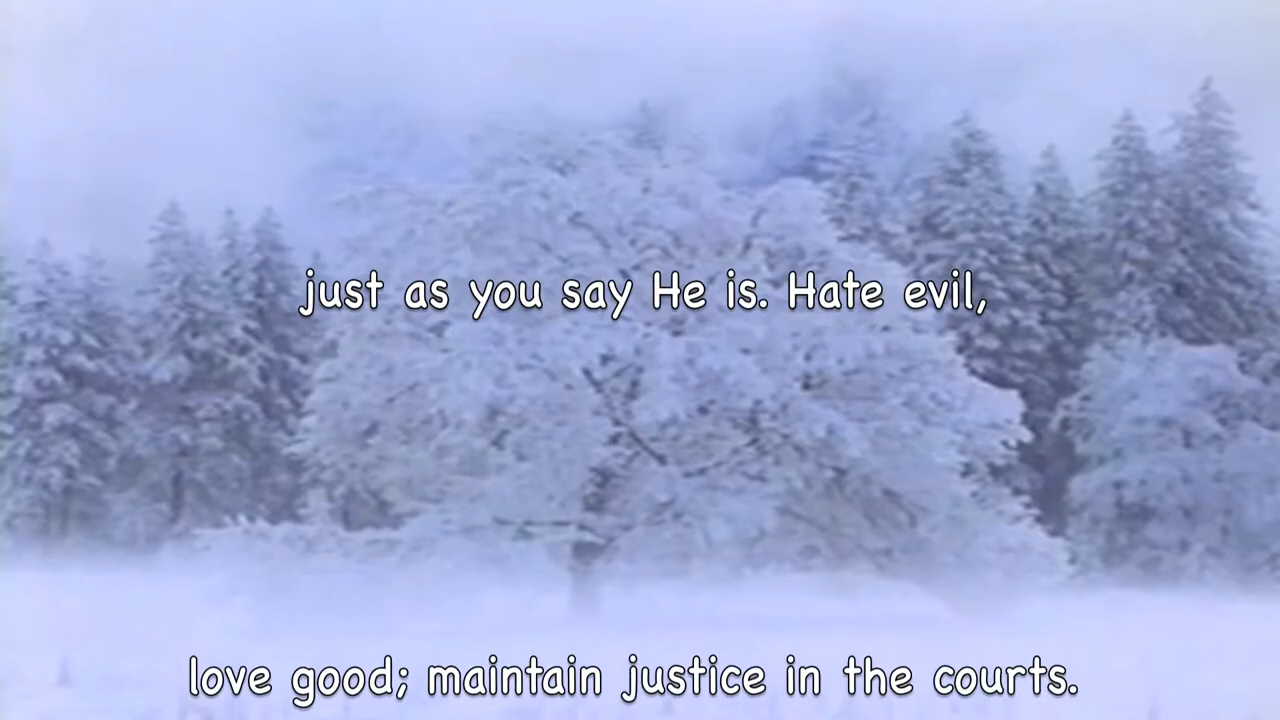 just as you say He is. Hate evil,
love good; maintain justice in the courts.